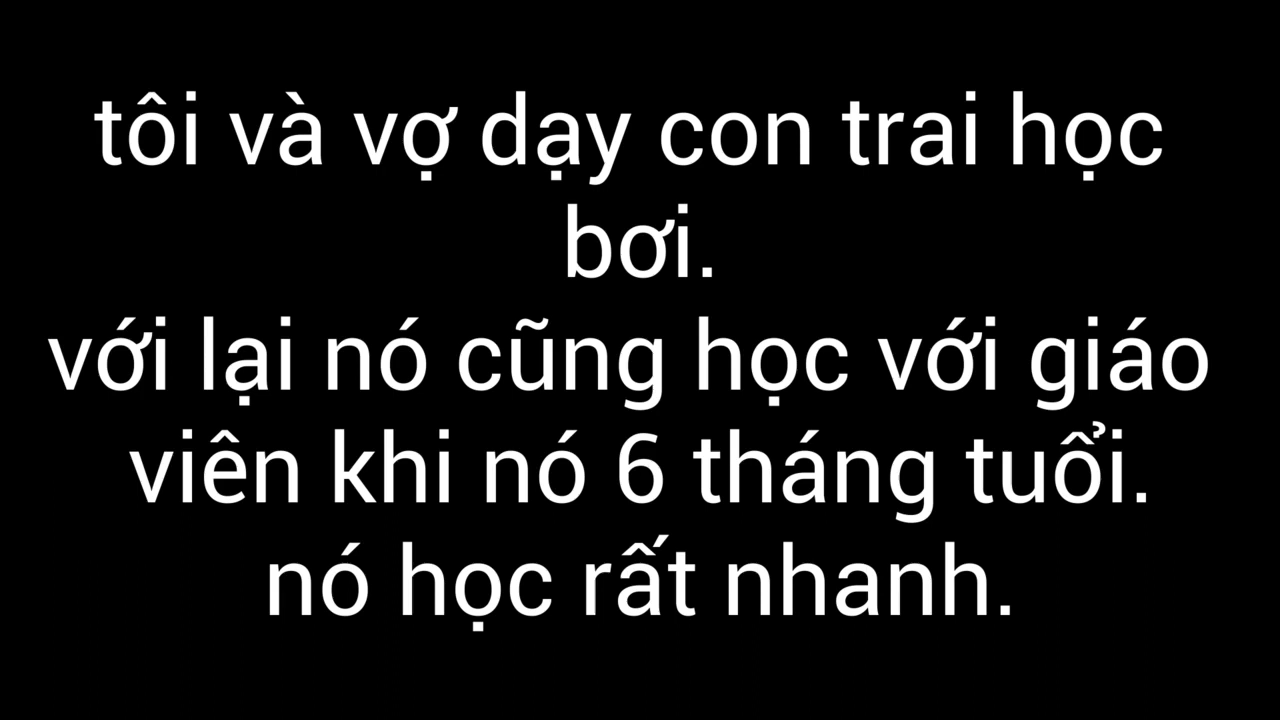 tôi và vợ dạy con trai học
bơi.
với lại nó cũng học với giáo
viên khi nó 6 tháng tuổi.
nó học rất nhanh.